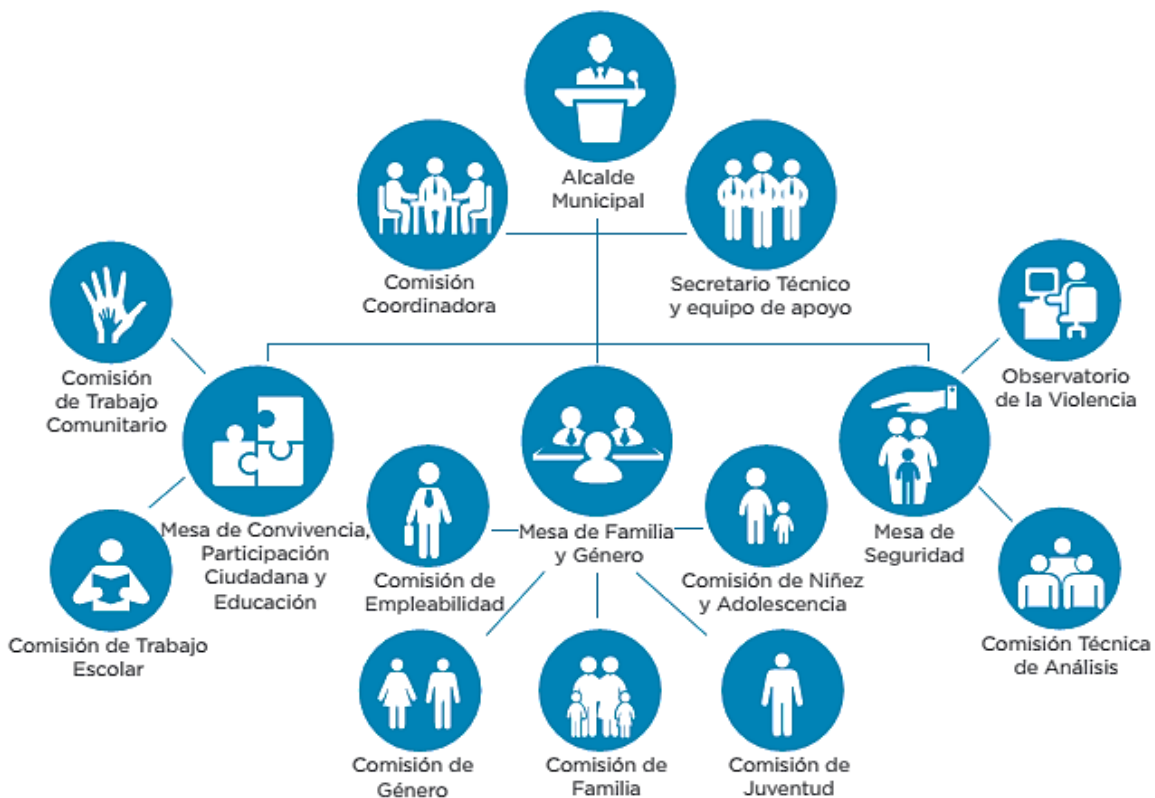 Alcalde
Municipal
Comisión
Coordinadora
Secretario Técnico
y equipo de apoyo
Comisión
de Trabajo
Comunitario
Observatorio
de la Violencia
Mesa de Convivencia,
Participación
Ciudadana y
Educación
Comisión de
Empleabilidad
Mesa de Familia
y Género
Comisión de Niñez
y Adolescencia
Mesa de
Seguridad
Comisión de Trabajo
Escolar
Comisión Técnica
de Análisis
Comisión de
Género
Comisión de
Familia
Comisión de
Juventud